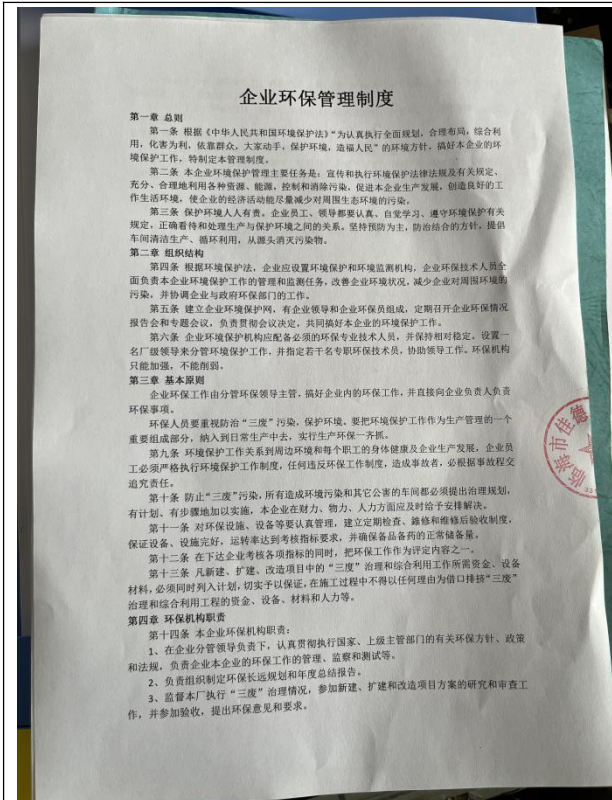 企业环保管理制度
第一章 总则
第一条 根据《中华人民共和国环境保护法》“为认真执行全面规划，合理布局，综合利
用，化害为利，依靠群众，大家动手，保护环境，造福人民”的环境方针，搞好本企业的环
境保护工作，特制定本管理制度。
第二条 本企业环境保护管理主要任务是：宣传和执行环境保护法律法规及有关规定，
充分、合理地利用各种资源、能源，控制和消除污染，促进本企业生产发展，创造良好的工
作生活环境，使企业的经济活动能尽量减少对周围生态环境的污染。
第三条 保护环境人人有责。企业员工、领导都要认真、自觉学习、遵守环境保护有关
规定，正确看待和处理生产与保护环境之间的关系。坚持预防为主，防治结合的方针，提倡
车间清洁生产、循环利用，从源头消灭污染物。
第二章 组织结构
第四条 根据环境保护法，企业应设置环境保护和环境监测机构，企业环保技术人员全
面负责本企业环境保护工作的管理和监测任务，改善企业环境状况，减少企业对周围环境的
污染，并协调企业与政府环保部门的工作。
第五条 建立企业环境保护网，有企业领导和企业环保员组成，定期召开企业环保情况
报告会和专题会议，负责贯彻会议决定，共同搞好本企业的环境保护工作。
第六条 企业环境保护机构应配备必须的环保专业技术人员，并保持相对稳定。设置一
名厂级领导来分管环境保护工作，并指定若干名专职环保技术员，协助领导工作。环保机构
只能加强，不能削弱。
第三章 基本原则
企业环保工作由分管环保领导主管，搞好企业内的环保工作，并直接向企业负责人负责
环保事项。
环保人员要重视防治“三废”污染，保护环境、要把环境保护工作作为生产管理的一个
重要组成部分，纳入到日常生产中去，实行生产环保一齐抓。
第九条 环境保护工作关系到周边环境和每个职工的身体健康及企业生产发展，企业员
工必须严格执行环境保护工作制度，任何违反环保工作制度，造成事故者，应根据事故程交
追究责任。
第十条 防止“三废”污染，所有造成环境污染和其它公害的车间都必须提出治理规划，
有计划、有步骤地加以实施，本企业在财力、物力、人力方面应及时给予安排解决。
第十一条 对环保设施、设备等要认真管理，建立定期检查、维修和维修后验收制度，
保证设备、设施完好，运转率达到考核指标要求，并确保备品备药的正常储备量。
第十二条 在下达企业考核各项指标的同时，把环保工作作为评定内容之一。
第十三条 凡新建、扩建、改造项目中的“三废”治理和综合利用工作所需资金、设备
材料，必须同时列入计划，切实予以保证，在施工过程中不得以任何理由为借口排挤“三废”
治理和综合利用工程的资金、设备、材料和人力等。
第四章 环保机构职责
第十四条 本企业环保机构职责：
1、在企业分管领导负责下，认真贯彻执行国家、上级主管部门的有关环保方针、政策
和法规，负责企业本企业的环保工作的管理、监察和测试等。
2、负责组织制定环保长远规划和年度总结报告。
3、监督本厂执行“三废”治理情况，参加新建、扩建和改造项目方案的研究和审查工
作，并参加验收，提出环保意见和要求。
临海市佳德